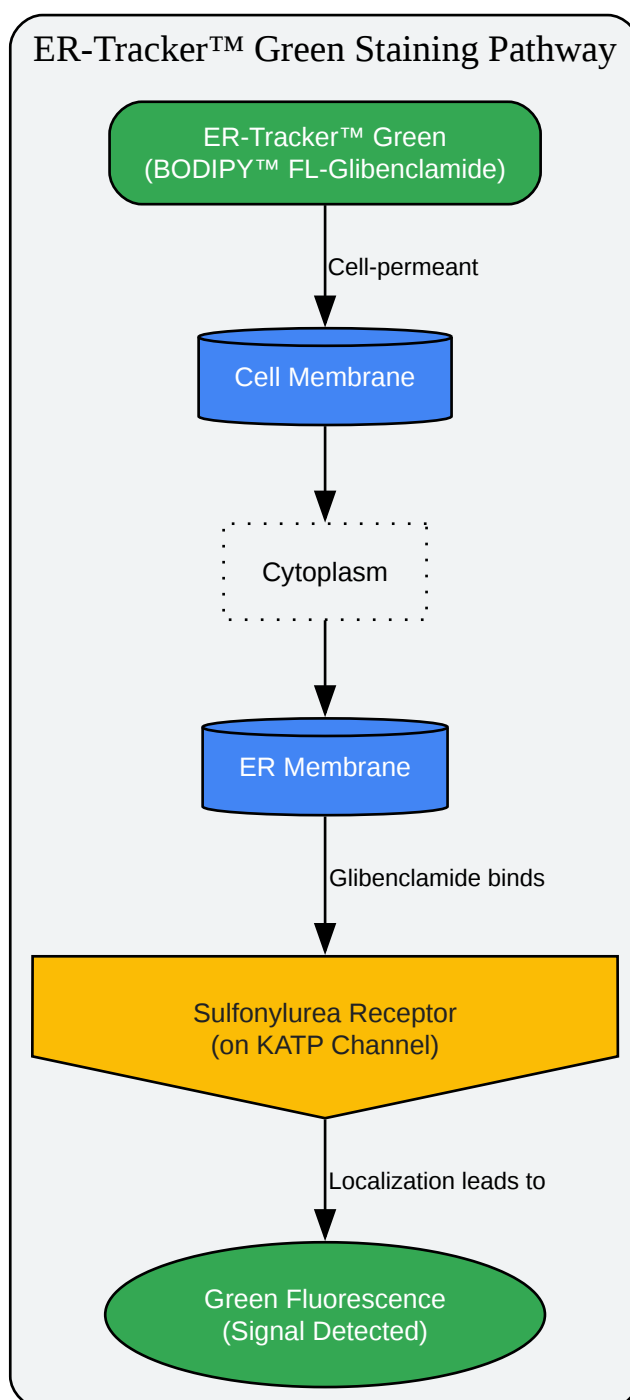 ER-Tracker™ Green Staining Pathway
ER-Tracker™ Green
(BODIPY™ FL-Glibenclamide)
Cell-permeant
Cell Membrane
Cytoplasm
ER Membrane
Glibenclamide binds
Sulfonylurea Receptor
(on KATP Channel)
Localization leads to
Green Fluorescence
(Signal Detected)